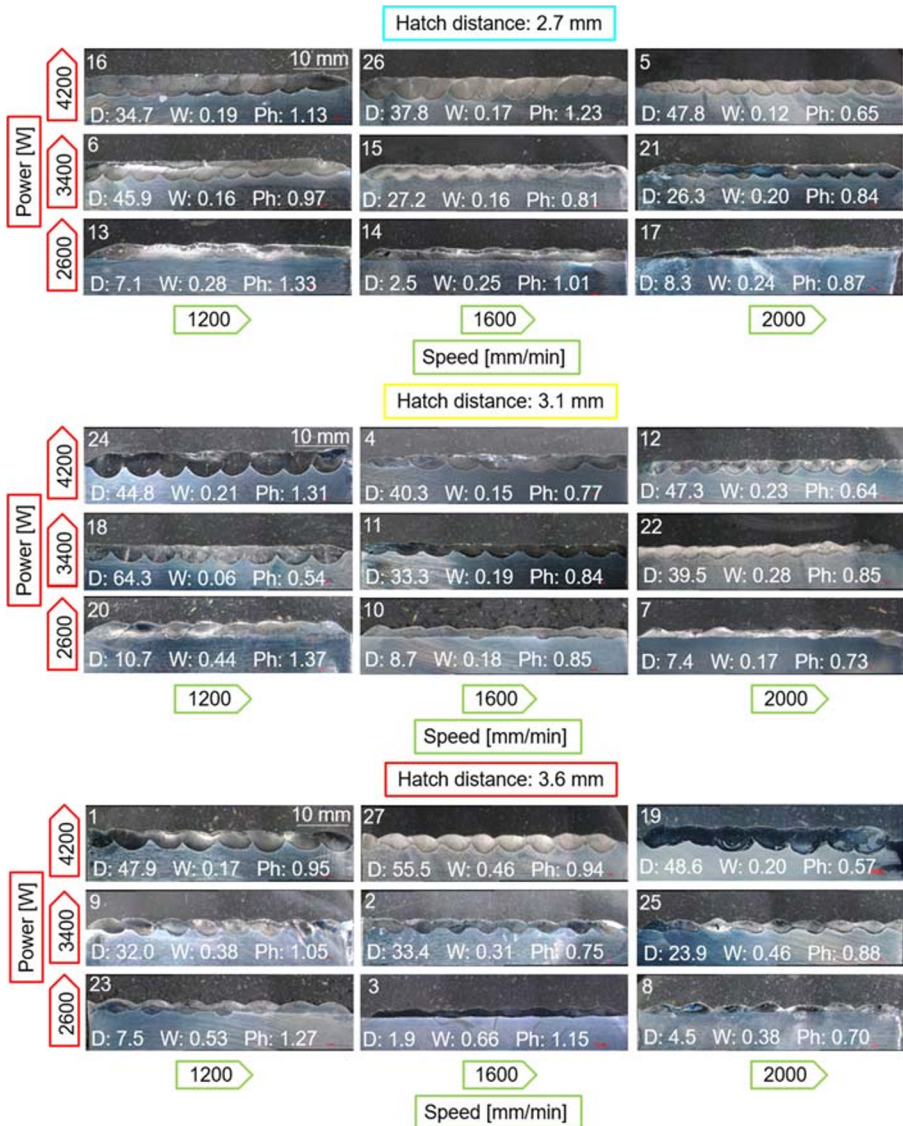 Hatch distance: 2.7 mm
Power [W]
4200
16
10 mm
D: 34.7 W: 0.19 Ph: 1.13
26
D: 37.8 W: 0.17 Ph: 1.23
5
D: 47.8 W: 0.12 Ph: 0.65
3400
6
D: 45.9 W: 0.16 Ph: 0.97
15
D: 27.2 W: 0.16 Ph: 0.81
21
D: 26.3 W: 0.20 Ph: 0.84
2600
13
D: 7.1 W: 0.28 Ph: 1.33
14
D: 2.5 W: 0.25 Ph: 1.01
17
D: 8.3 W: 0.24 Ph: 0.87
1200
1600
2000
Speed [mm/min]
Hatch distance: 3.1 mm
Power [W]
4200
24
10 mm
D: 44.8 W: 0.21 Ph: 1.31
4
D: 40.3 W: 0.15 Ph: 0.77
12
D: 47.3 W: 0.23 Ph: 0.64
3400
18
D: 64.3 W: 0.06 Ph: 0.54
11
D: 33.3 W: 0.19 Ph: 0.84
22
D: 39.5 W: 0.28 Ph: 0.85
2600
20
D: 10.7 W: 0.44 Ph: 1.37
10
D: 8.7 W: 0.18 Ph: 0.85
7
D: 7.4 W: 0.17 Ph: 0.73
1200
1600
2000
Speed [mm/min]
Hatch distance: 3.6 mm
Power [W]
4200
1
10 mm
D: 47.9 W: 0.17 Ph: 0.95
27
D: 55.5 W: 0.46 Ph: 0.94
19
D: 48.6 W: 0.20 Ph: 0.57
3400
9
D: 32.0 W: 0.38 Ph: 1.05
2
D: 33.4 W: 0.31 Ph: 0.75
25
D: 23.9 W: 0.46 Ph: 0.88
2600
23
D: 7.5 W: 0.53 Ph: 1.27
3
D: 1.9 W: 0.66 Ph: 1.15
8
D: 4.5 W: 0.38 Ph: 0.70
1200
1600
2000
Speed [mm/min]